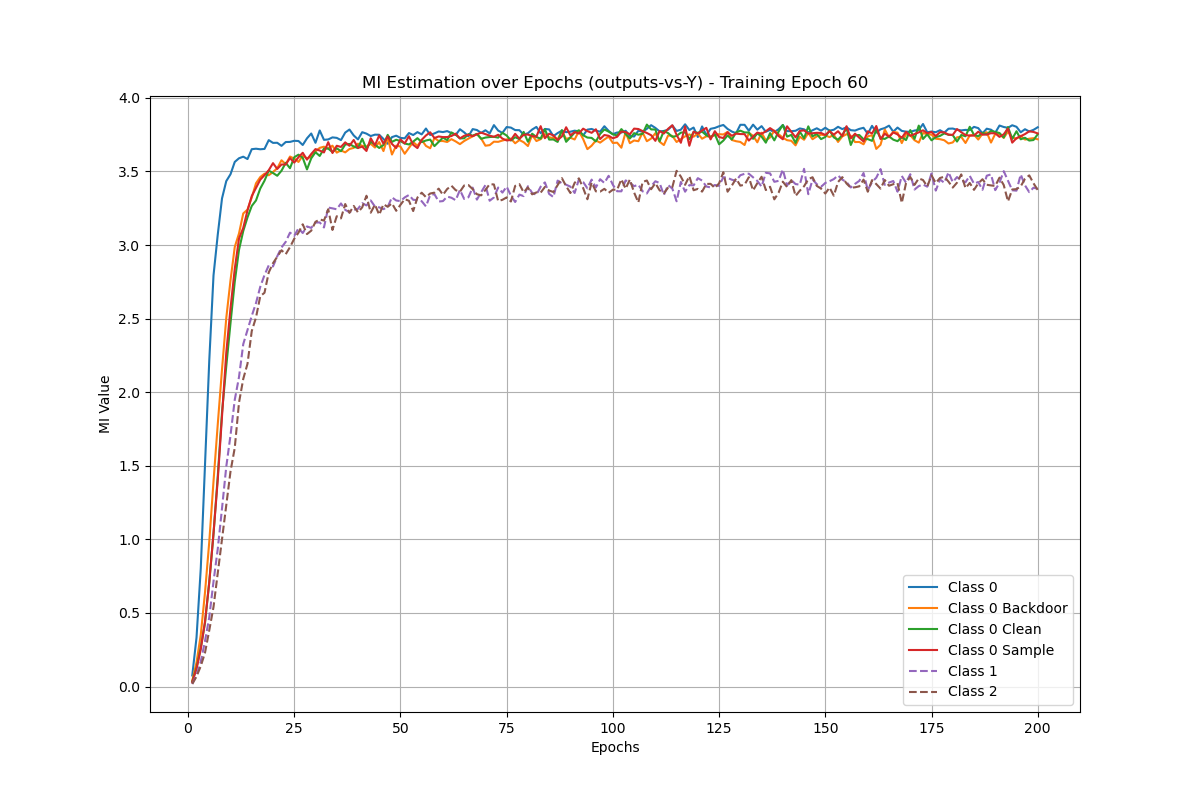 MI Estimation over Epochs (outputs-vs-Y) - Training Epoch 60
4.0
3.5
3.0
2.5
2.0
1.5
1.0
0.5
0.0
MI Value
0 25 50 75 100 125 150 175 200
Epochs
Class 0
Class 0 Backdoor
Class 0 Clean
Class 0 Sample
Class 1
Class 2